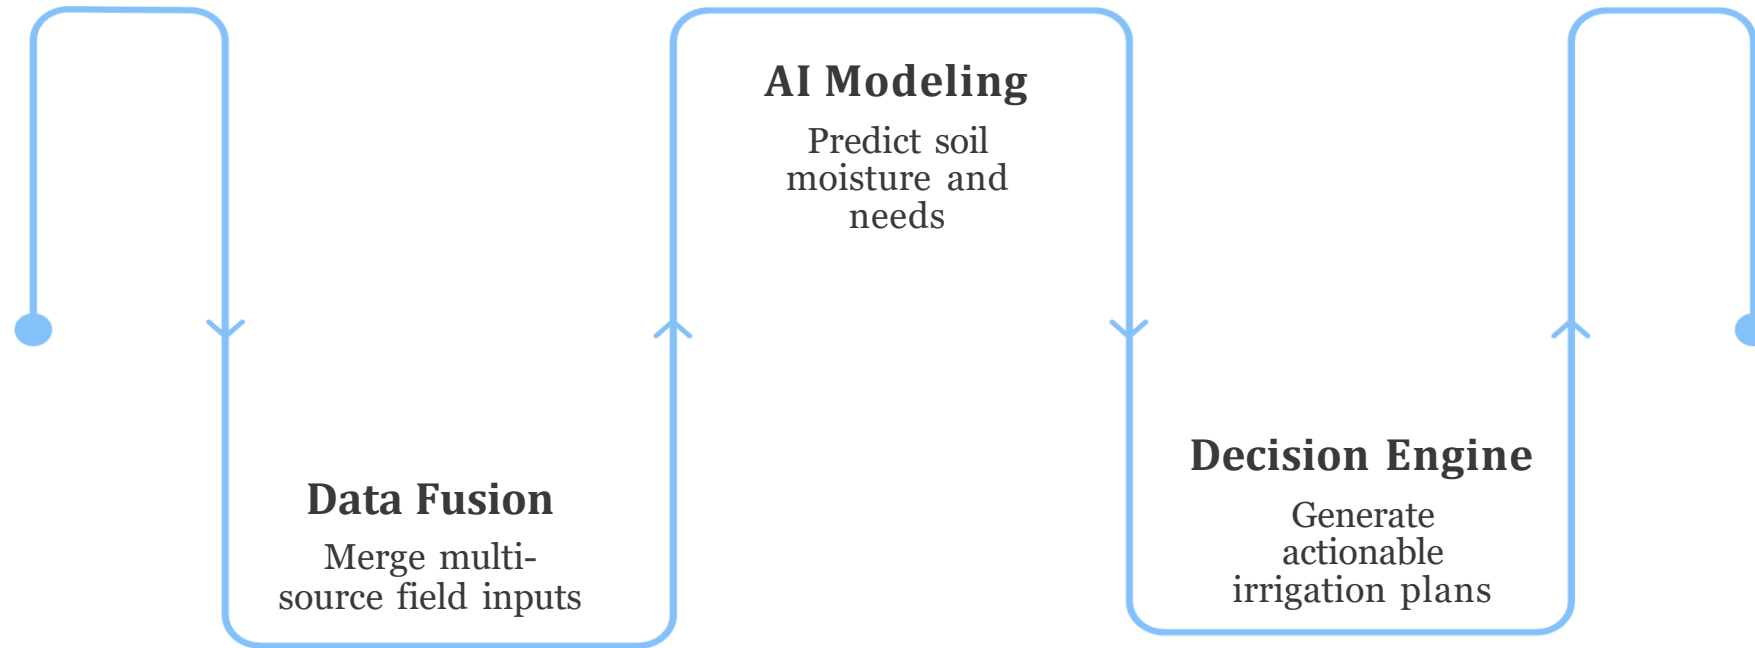 Data Fusion
Merge multi-
source field inputs
AI Modeling
Predict soil
moisture and
needs
Decision Engine
Generate
actionable
irrigation plans